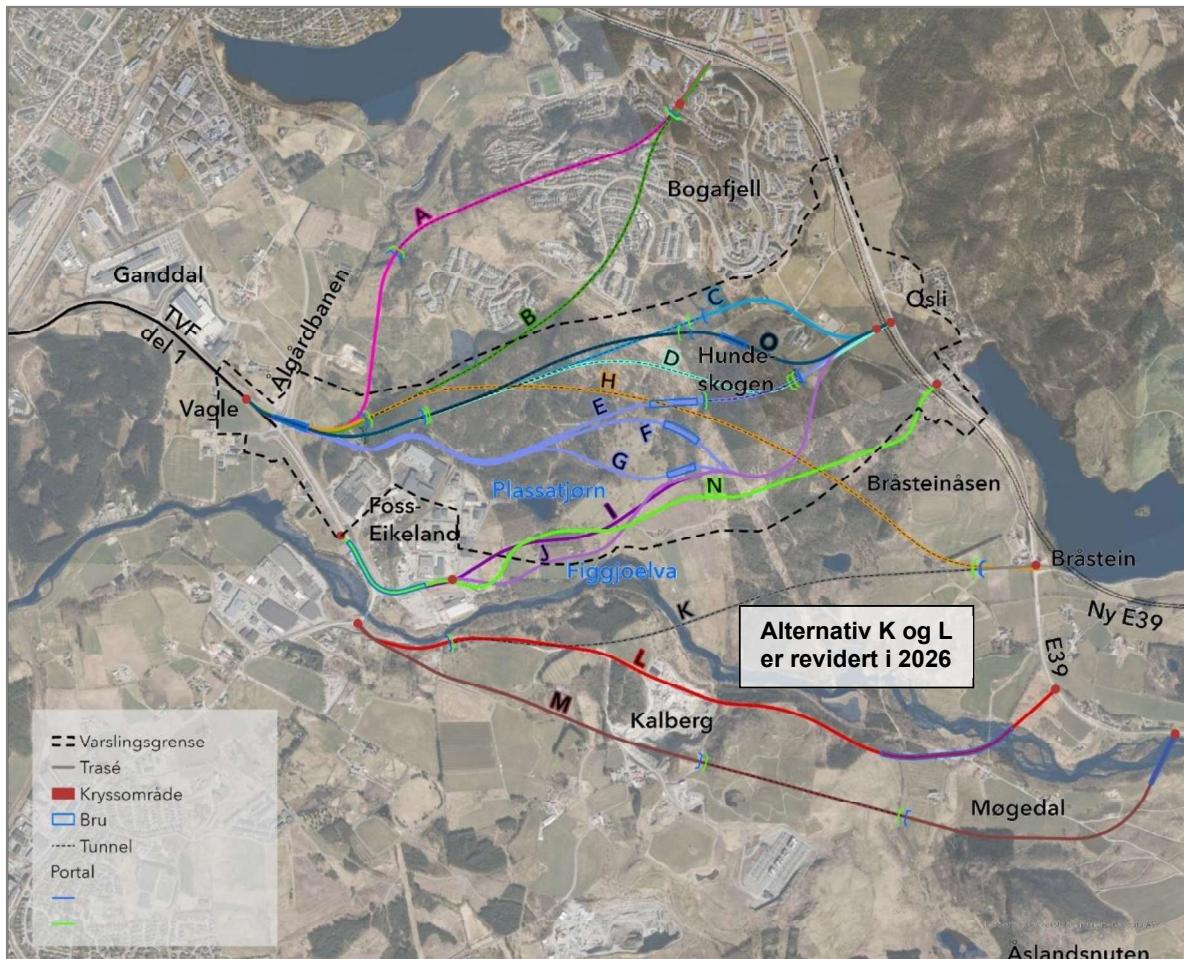 Bogafjell
A
Ganddal
TVF
del 1
Ålgårdbanen
B
C
Osli
O
Hunde-
skogen
D
Vagle
H
E
F
G
Plassatjørn
N
Bråsteinåsen
Foss-
Eikeland
I
J
Figgjoelva
Bråstein
K
Ny E39
Alternativ K og L
er revidert i 2026
E39
L
M
Kalberg
Møgedal
Varslingsgrense
Trasé
Kryssområde
Bru
Tunnel
Portal
Åslandsnuten